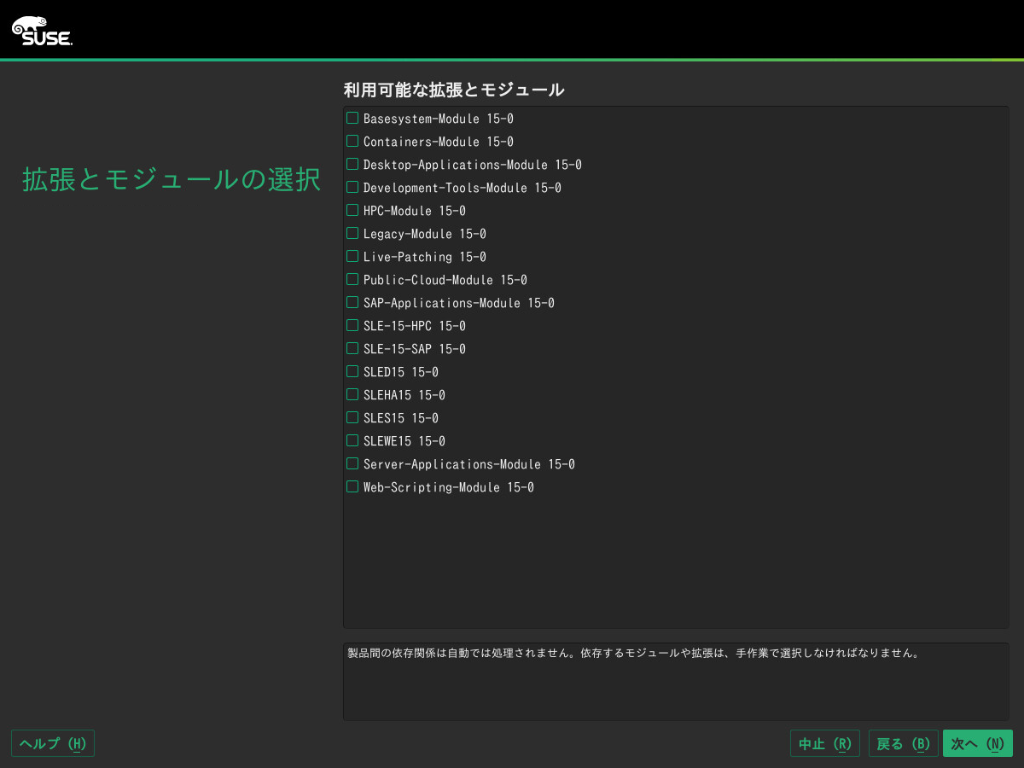 SUSE
利用可能な拡張とモジュール
拡張とモジュールの選択
Basesystem-Module 15-0
Containers-Module 15-0
Desktop-Applications-Module 15-0
Development-Tools-Module 15-0
HPC-Module 15-0
Legacy-Module 15-0
Live-Patching 15-0
Public-Cloud-Module 15-0
SAP-Applications-Module 15-0
SLE-15-HPC 15-0
SLE-15-SAP 15-0
SLED15 15-0
SLEHA15 15-0
SLES15 15-0
SLEWE15 15-0
Server-Applications-Module 15-0
Web-Scripting-Module 15-0
製品間の依存関係は自動では処理されません。依存するモジュールや拡張は、手作業で選択しなければなりません。
ヘルプ (H) 中止 (R) 戻る (B) 次へ (N)